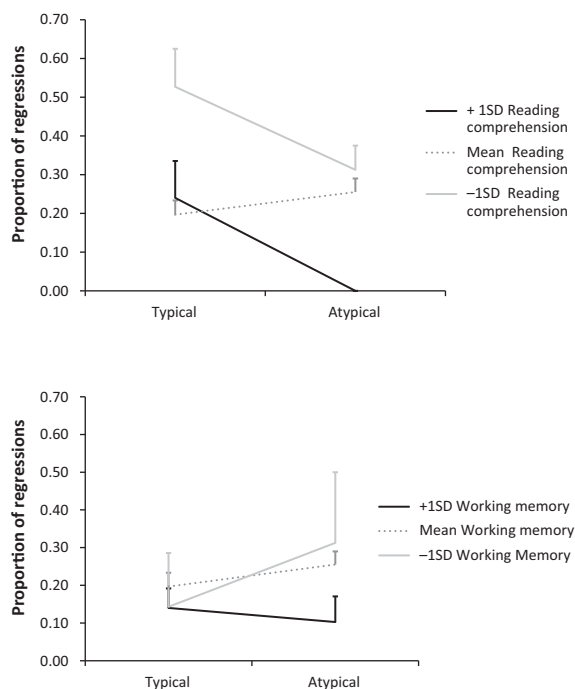 0.70
0.60
0.50
0.40
0.30
0.20
0.10
0.00
Proportion of regressions
Typical
Atypical
+ 1SD Reading
comprehension
Mean Reading
comprehension
–1SD Reading
comprehension
0.70
0.60
0.50
0.40
0.30
0.20
0.10
0.00
Proportion of regressions
Typical
Atypical
+1SD Working memory
Mean Working memory
–1SD Working Memory